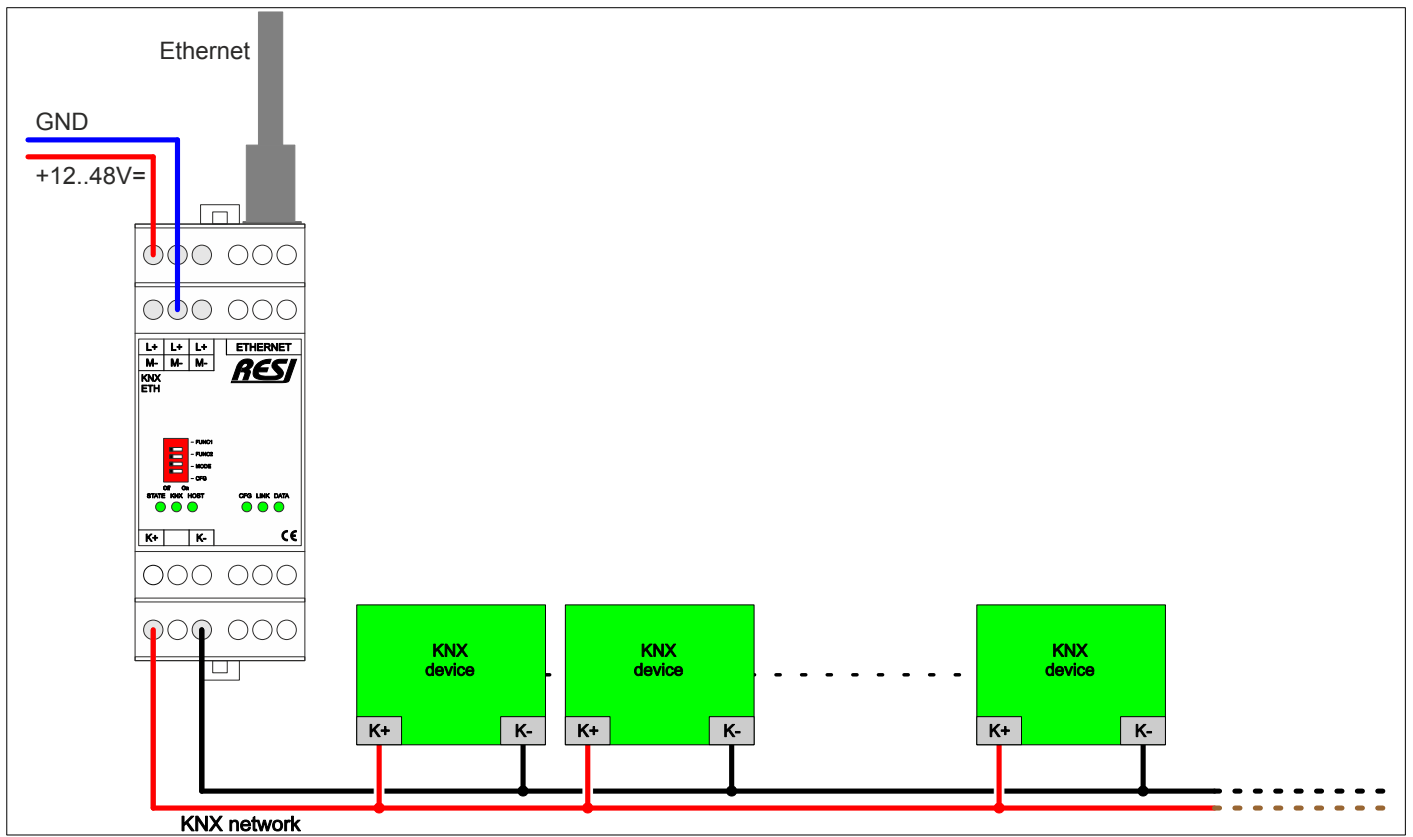 Ethernet
GND
+12..48V=
L+ L+ L+ ETHERNET
M- M- M- RESI
KNX
ETH
FUNC1
FUNC2
MODE
CFG
Off On
STATE KNX HOST CFG LINK DATA
K+ K- CE
KNX device KNX device KNX device
K+ K- K+ K- K+ K-
KNX network